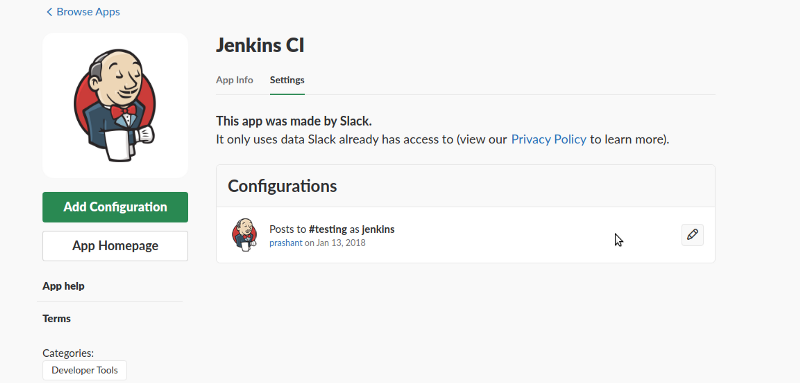 Browse Apps
Jenkins CI
App Info Settings
This app was made by Slack.
It only uses data Slack already has access to (view our Privacy Policy to learn more).
Add Configuration
App Homepage
App help
Terms
Categories:
Developer Tools
Configurations
Posts to #testing as jenkins
prashant on Jan 13, 2018